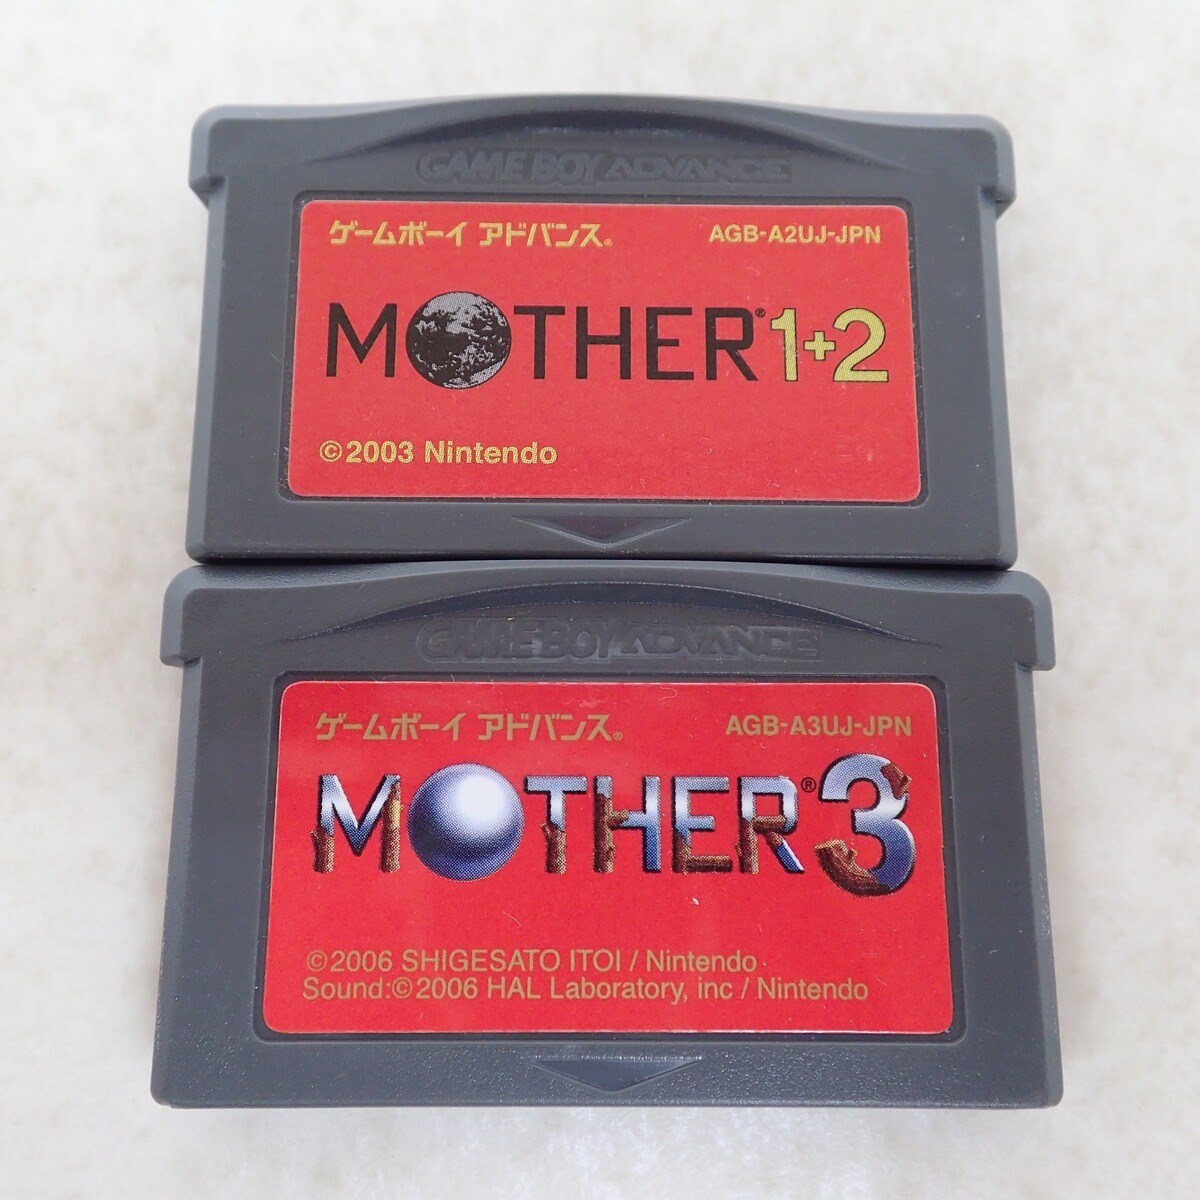 GAME BOY ADVANCE
ゲームボーイ アドバンス® AGB-A2UJ-JPN
MOTHER® 1+2
©2003 Nintendo
GAME BOY ADVANCE
ゲームボーイ アドバンス® AGB-A3UJ-JPN
MOTHER® 3
©2006 SHIGESATO ITOI / Nintendo
Sound:©2006 HAL Laboratory, inc / Nintendo